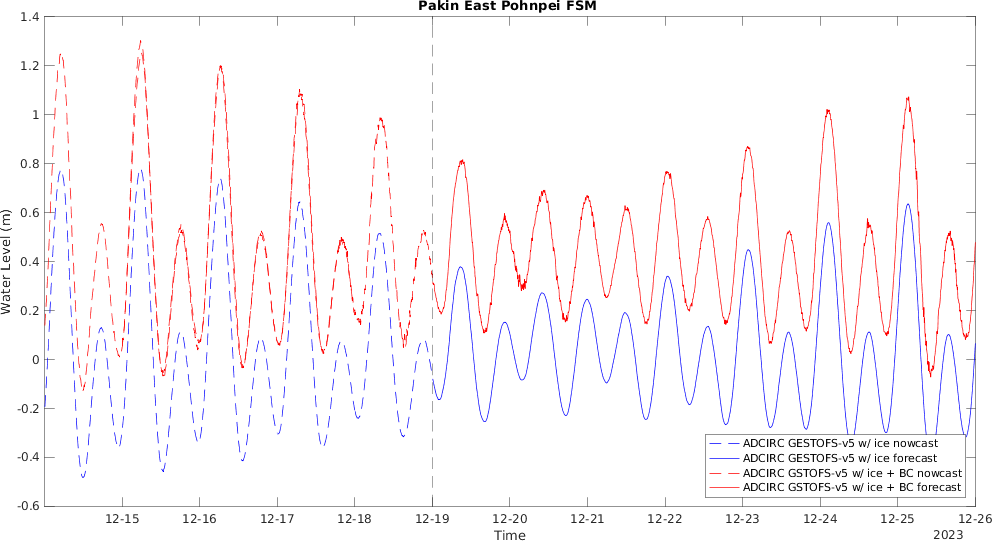 Pakin East Pohnpei FSM
1.4
1.2
1
0.8
0.6
0.4
0.2
0
-0.2
-0.4
-0.6
Water Level (m)
ADCIRC GESTOFS-v5 w/ ice nowcast
ADCIRC GESTOFS-v5 w/ ice forecast
ADCIRC GSTOFS-v5 w/ ice + BC nowcast
ADCIRC GSTOFS-v5 w/ ice + BC forecast
12-15 12-16 12-17 12-18 12-19 12-20 12-21 12-22 12-23 12-24 12-25 12-26
Time
2023